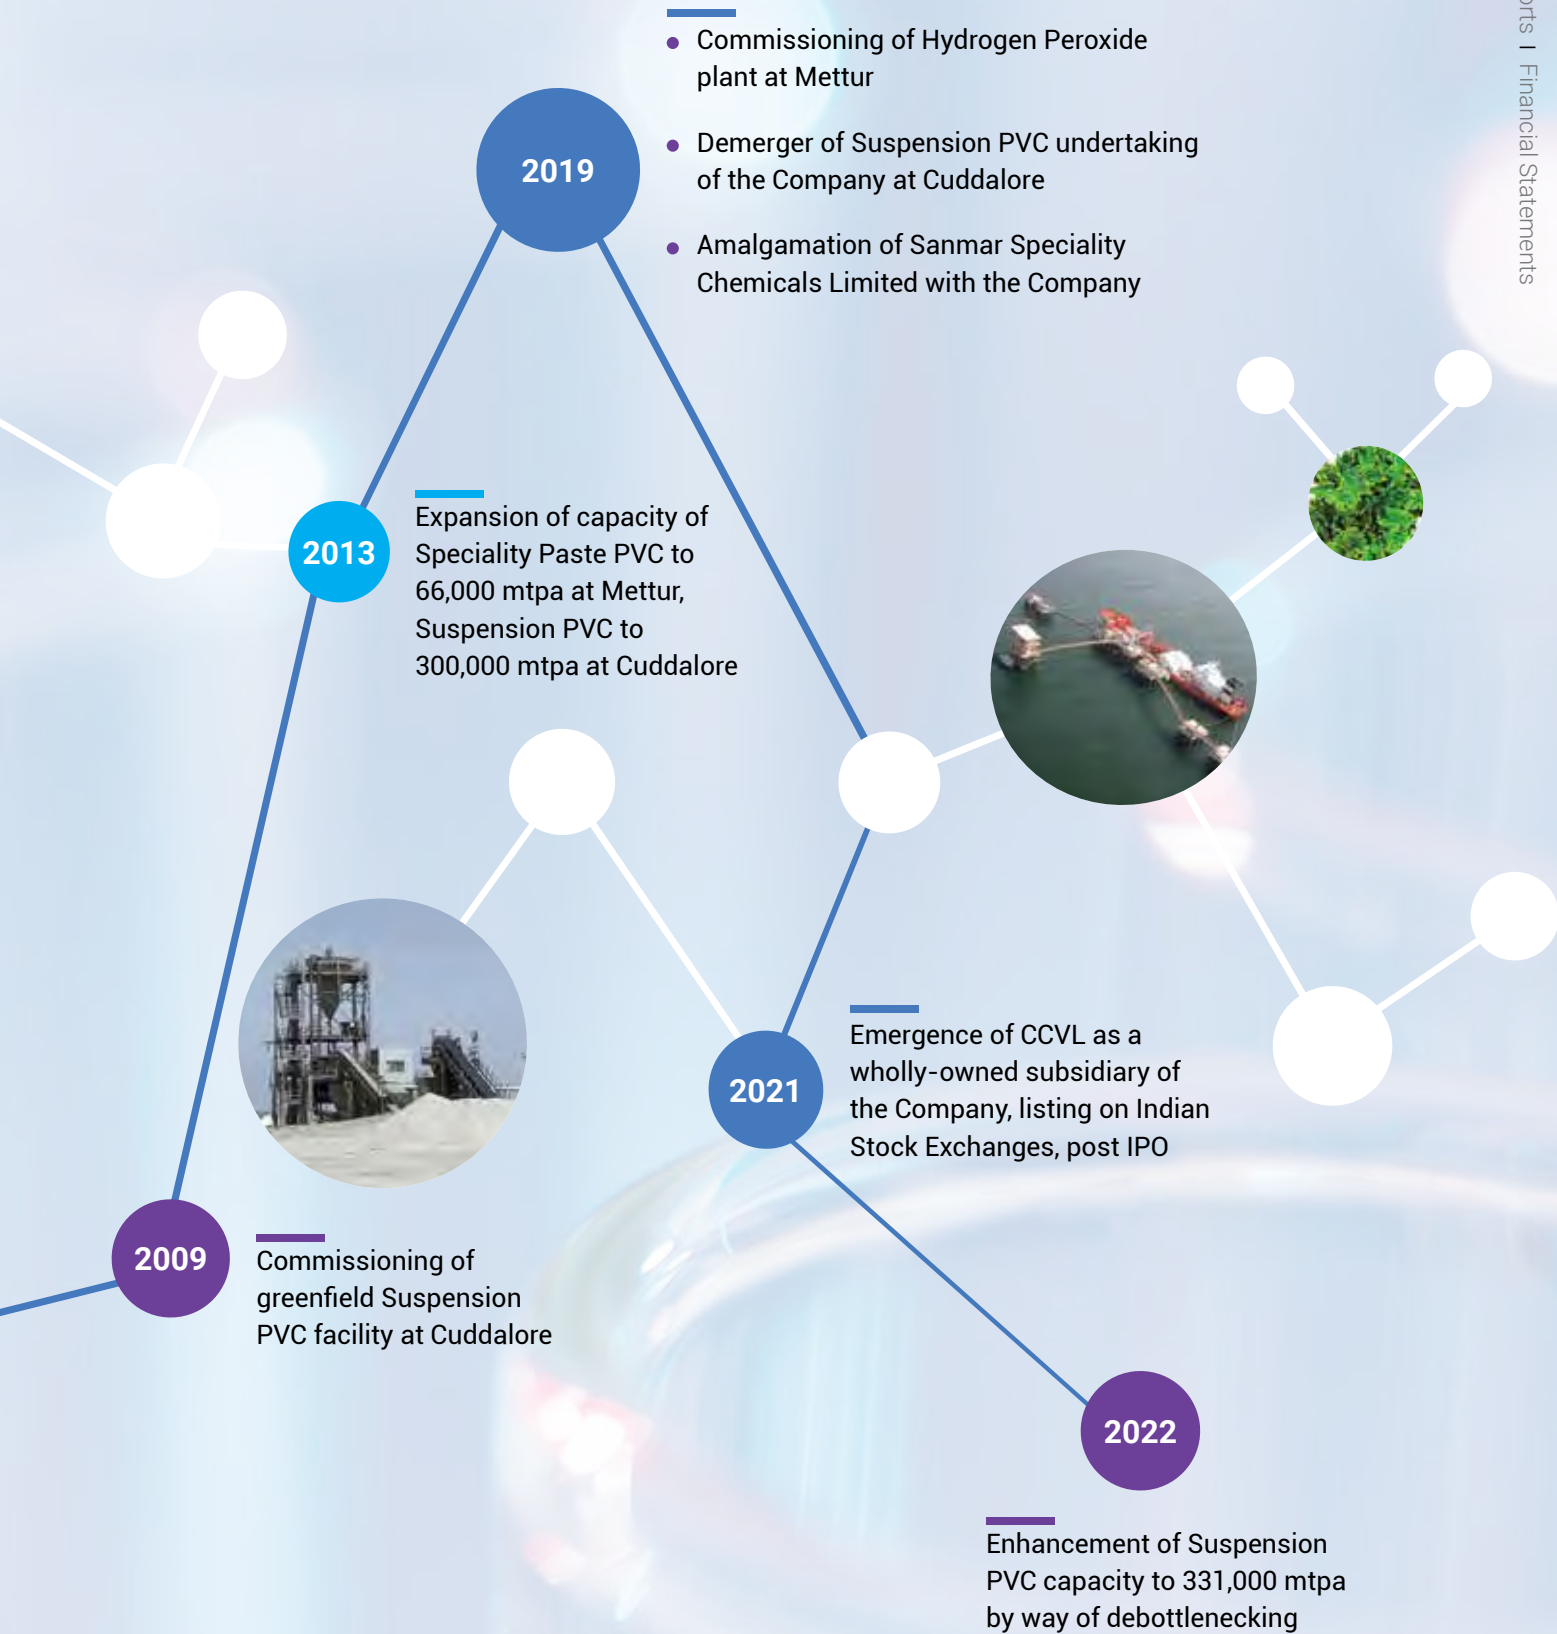 Financial Statements
2019
Commissioning of Hydrogen Peroxide
plant at Mettur
Demerger of Suspension PVC undertaking
of the Company at Cuddalore
Amalgamation of Sanmar Speciality
Chemicals Limited with the Company
2013
Expansion of capacity of
Speciality Paste PVC to
66,000 mtpa at Mettur,
Suspension PVC to
300,000 mtpa at Cuddalore
2021
Emergence of CCVL as a
wholly-owned subsidiary of
the Company, listing on Indian
Stock Exchanges, post IPO
2009
Commissioning of
greenfield Suspension
PVC facility at Cuddalore
2022
Enhancement of Suspension
PVC capacity to 331,000 mtpa
by way of debottlenecking